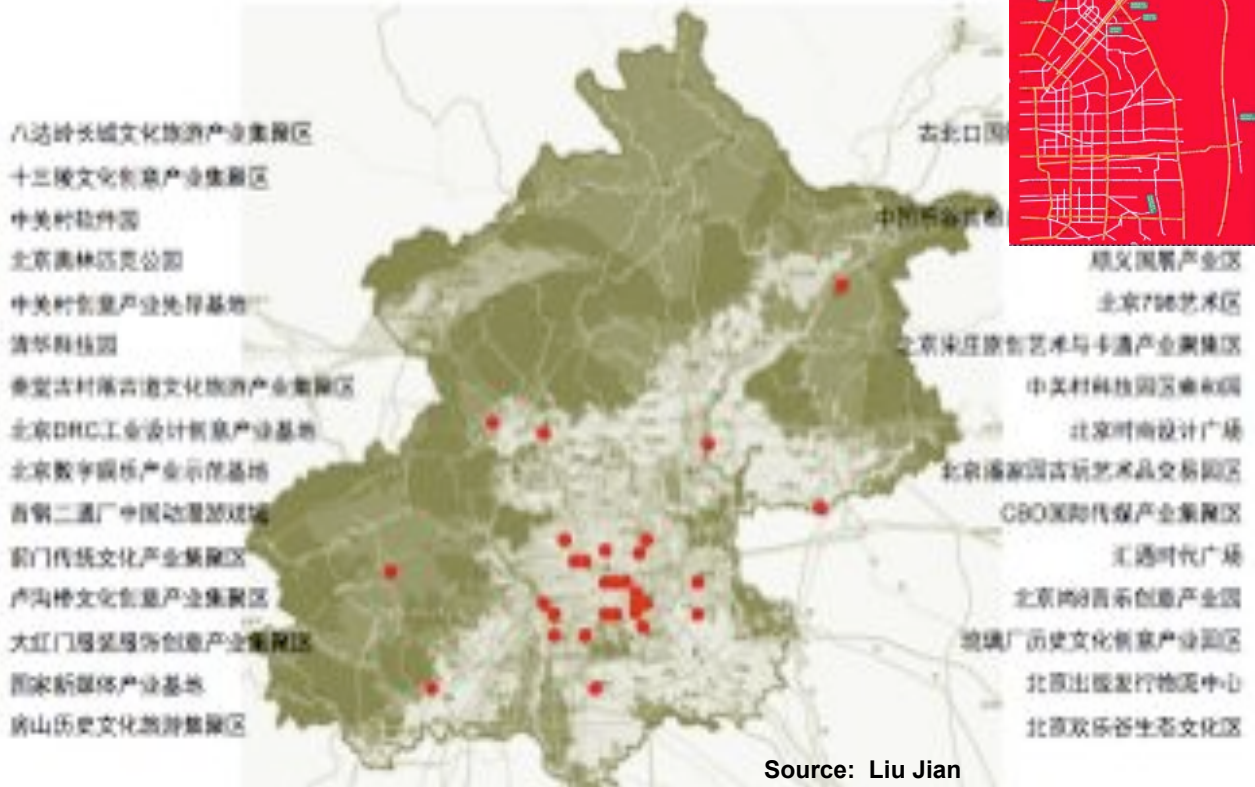 八达岭长城文化旅游产业集聚区
十三陵文化创意产业集聚区
中关村软件园
北京奥林匹克公园
中关村创意产业先导基地
清华科技园
古村落古道文化旅游产业集聚区
北京DRC工业设计创意产业基地
北京数字娱乐产业示范基地
首钢二通厂中国动漫游戏城
前门传统文化产业集聚区
卢沟桥文化创意产业集聚区
大红门服装服饰创意产业集聚区
国家新媒体产业基地
房山历史文化旅游集聚区
古北口国
中国乐谷
顺义国展产业区
北京798艺术区
北京宋庄原创艺术与卡通产业集聚区
中关村科技园区雍和园
北京时尚设计广场
北京潘家园古玩艺术品交易园区
CBD国际传媒产业集聚区
汇通时代广场
北京音乐创意产业园
琉璃厂历史文化创意产业园区
北京出版发行物流中心
北京欢乐谷生态文化区
Source: Liu Jian